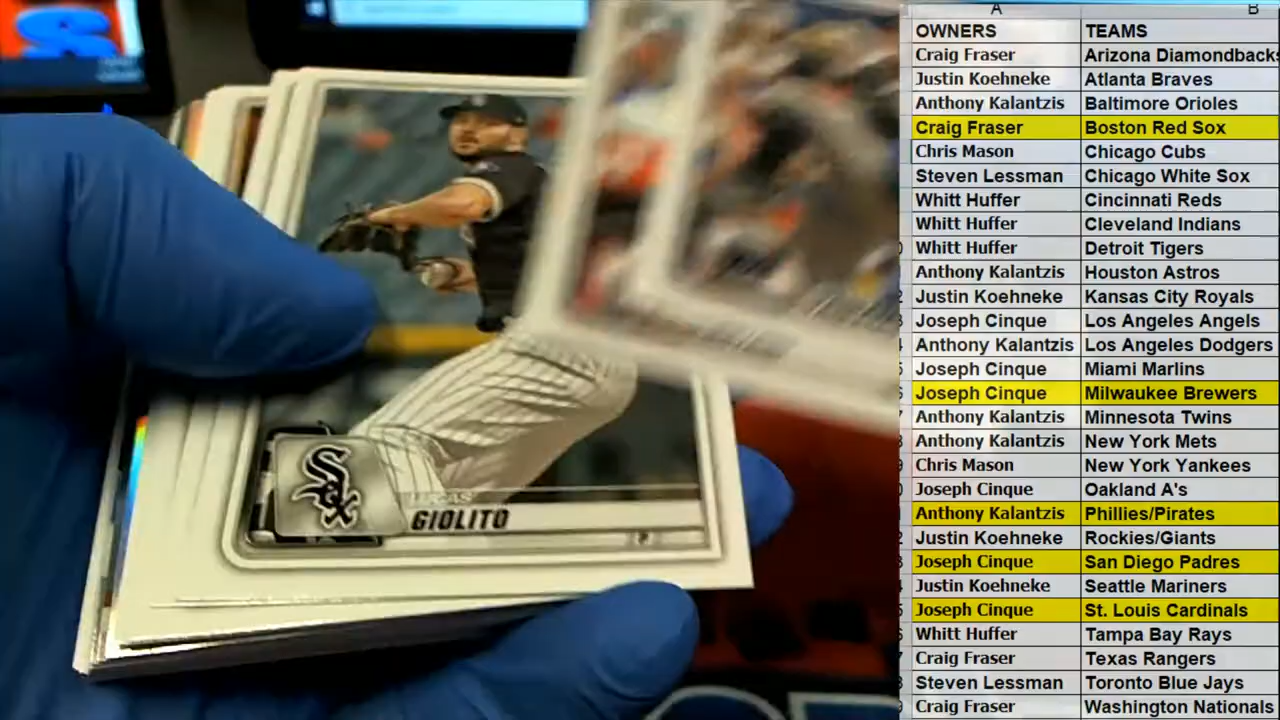 LUCAS
GIOLITO
P
A B
OWNERS TEAMS
Craig Fraser Arizona Diamondbacks
Justin Koehneke Atlanta Braves
Anthony Kalantzis Baltimore Orioles
Craig Fraser Boston Red Sox
Chris Mason Chicago Cubs
Steven Lessman Chicago White Sox
Whitt Huffer Cincinnati Reds
Whitt Huffer Cleveland Indians
Whitt Huffer Detroit Tigers
Anthony Kalantzis Houston Astros
Justin Koehneke Kansas City Royals
Joseph Cinque Los Angeles Angels
Anthony Kalantzis Los Angeles Dodgers
Joseph Cinque Miami Marlins
Joseph Cinque Milwaukee Brewers
Anthony Kalantzis Minnesota Twins
Anthony Kalantzis New York Mets
Chris Mason New York Yankees
Joseph Cinque Oakland A's
Anthony Kalantzis Phillies/Pirates
Justin Koehneke Rockies/Giants
Joseph Cinque San Diego Padres
Justin Koehneke Seattle Mariners
Joseph Cinque St. Louis Cardinals
Whitt Huffer Tampa Bay Rays
Craig Fraser Texas Rangers
Steven Lessman Toronto Blue Jays
Craig Fraser Washington Nationals